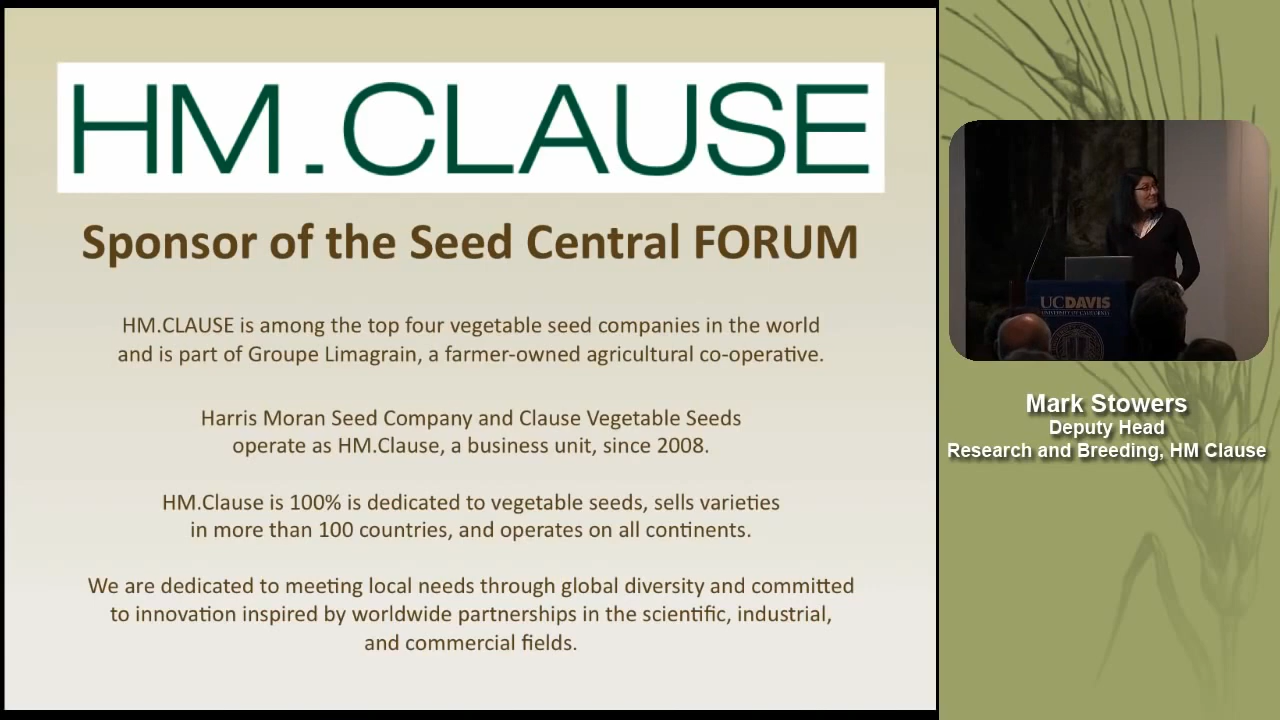 HM.CLAUSE
Sponsor of the Seed Central FORUM
HM.CLAUSE is among the top four vegetable seed companies in the world
and is part of Groupe Limagrain, a farmer-owned agricultural co-operative.
Harris Moran Seed Company and Clause Vegetable Seeds
operate as HM.Clause, a business unit, since 2008.
HM.Clause is 100% is dedicated to vegetable seeds, sells varieties
in more than 100 countries, and operates on all continents.
We are dedicated to meeting local needs through global diversity and committed
to innovation inspired by worldwide partnerships in the scientific, industrial,
and commercial fields.
UCDAVIS
UNIVERSITY OF CALIFORNIA
Mark Stowers
Deputy Head
Research and Breeding, HM Clause